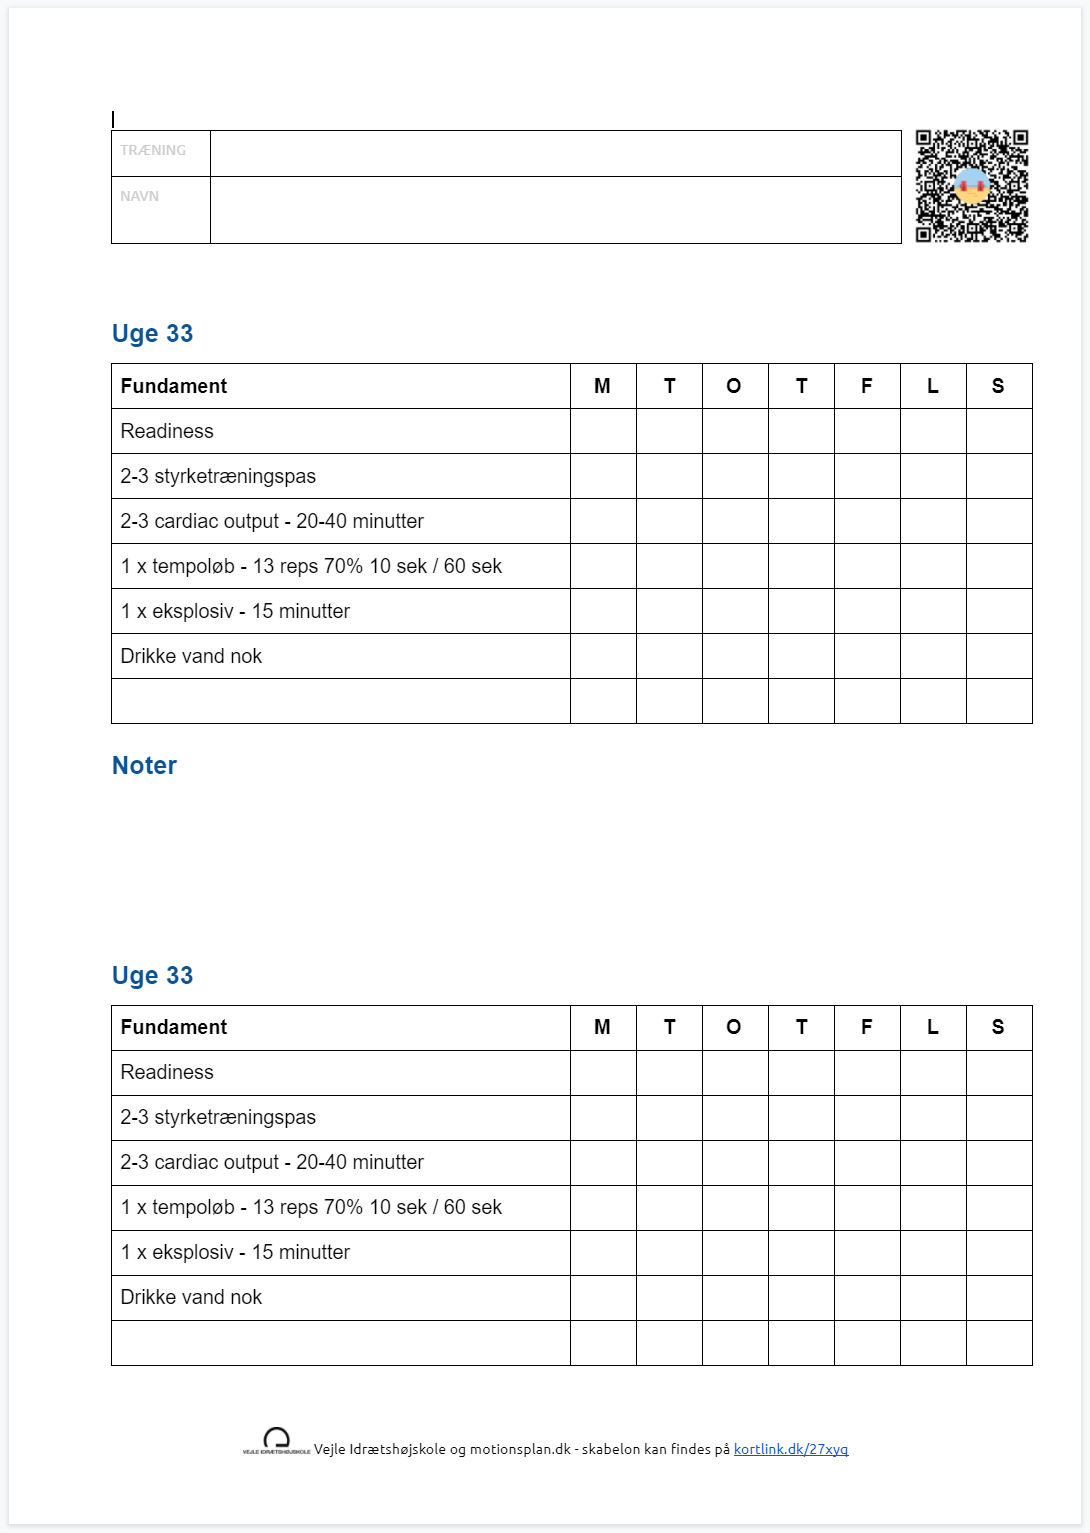 TRÆNING
NAVN
Uge 33
Fundament M T O T F L S
Readiness
2-3 styrketræningspas
2-3 cardiac output - 20-40 minutter
1 x tempoløb - 13 reps 70% 10 sek / 60 sek
1 x eksplosiv - 15 minutter
Drikke vand nok
Noter
Uge 33
Fundament M T O T F L S
Readiness
2-3 styrketræningspas
2-3 cardiac output - 20-40 minutter
1 x tempoløb - 13 reps 70% 10 sek / 60 sek
1 x eksplosiv - 15 minutter
Drikke vand nok
VEJLE IDRÆTSHØJSKOLE Vejle Idrætshøjskole og motionsplan.dk - skabelon kan findes på kortlink.dk/27xyq